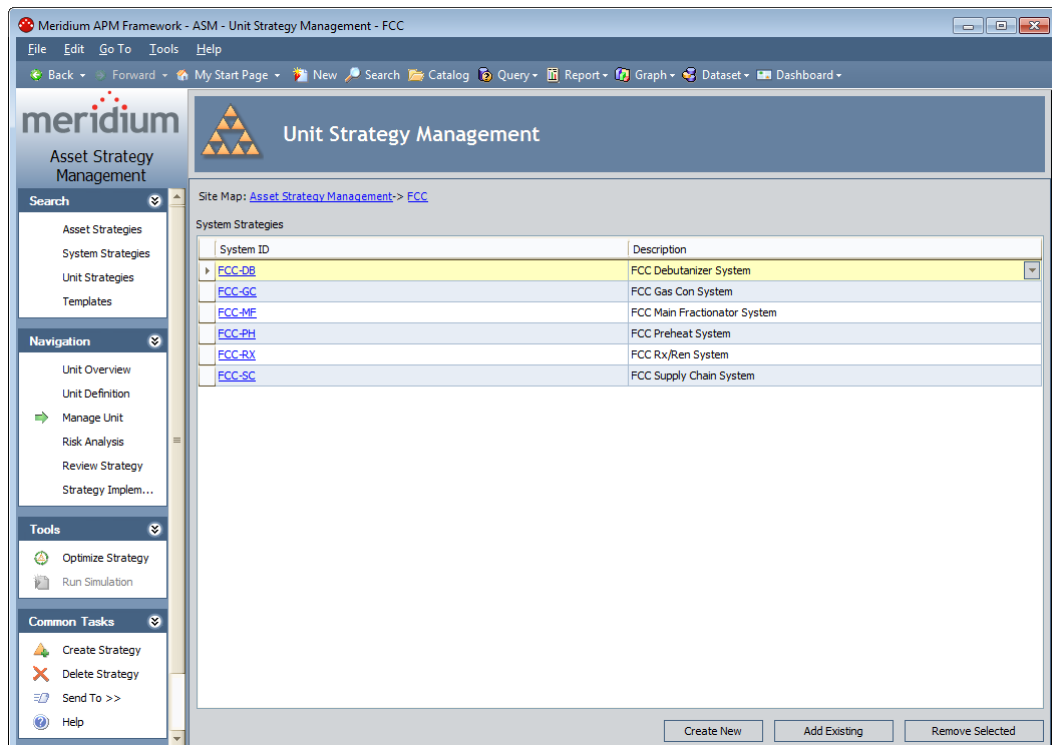 Meridium APM Framework - ASM - Unit Strategy Management - FCC
File Edit Go To Tools Help
Back Forward My Start Page New Search Catalog Query Report Graph Dataset Dashboard
meridium
Asset Strategy
Management
Unit Strategy Management
Search
Asset Strategies
System Strategies
Unit Strategies
Templates
Navigation
Unit Overview
Unit Definition
Manage Unit
Risk Analysis
Review Strategy
Strategy Implem...
Tools
Optimize Strategy
Run Simulation
Common Tasks
Create Strategy
Delete Strategy
Send To >>
Help
Site Map: Asset Strategy Management-> FCC
System Strategies
System ID Description
FCC-DB FCC Debutanizer System
FCC-GC FCC Gas Con System
FCC-MF FCC Main Fractionator System
FCC-PH FCC Preheat System
FCC-RX FCC Rx/Ren System
FCC-SC FCC Supply Chain System
Create New Add Existing Remove Selected